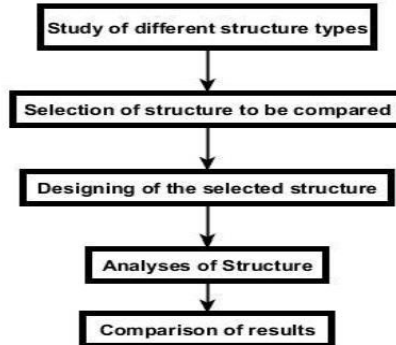 Study of different structure types
Selection of structure to be compared
Designing of the selected structure
Analyses of Structure
Comparison of results